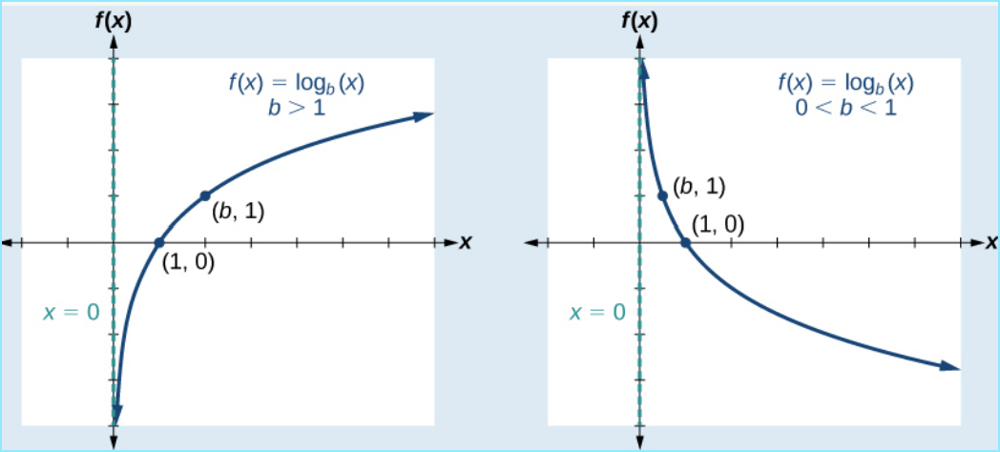 f(x)
f(x) = log_b(x)
b > 1
(b, 1)
x
(1, 0)
x = 0
f(x)
f(x) = log_b(x)
0 < b < 1
(b, 1)
(1, 0)
x
x = 0